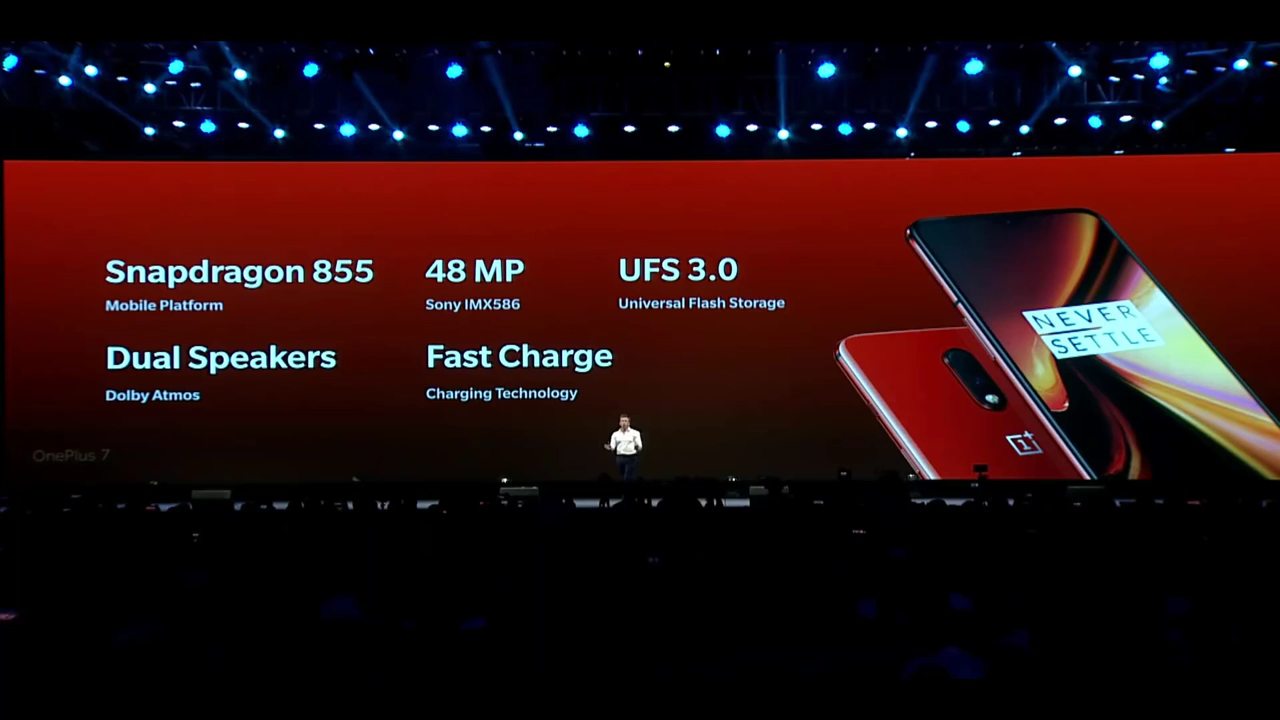 Snapdragon 855
Mobile Platform
48 MP
Sony IMX586
UFS 3.0
Universal Flash Storage
Dual Speakers
Dolby Atmos
Fast Charge
Charging Technology
NEVER
SETTLE
OnePlus 7